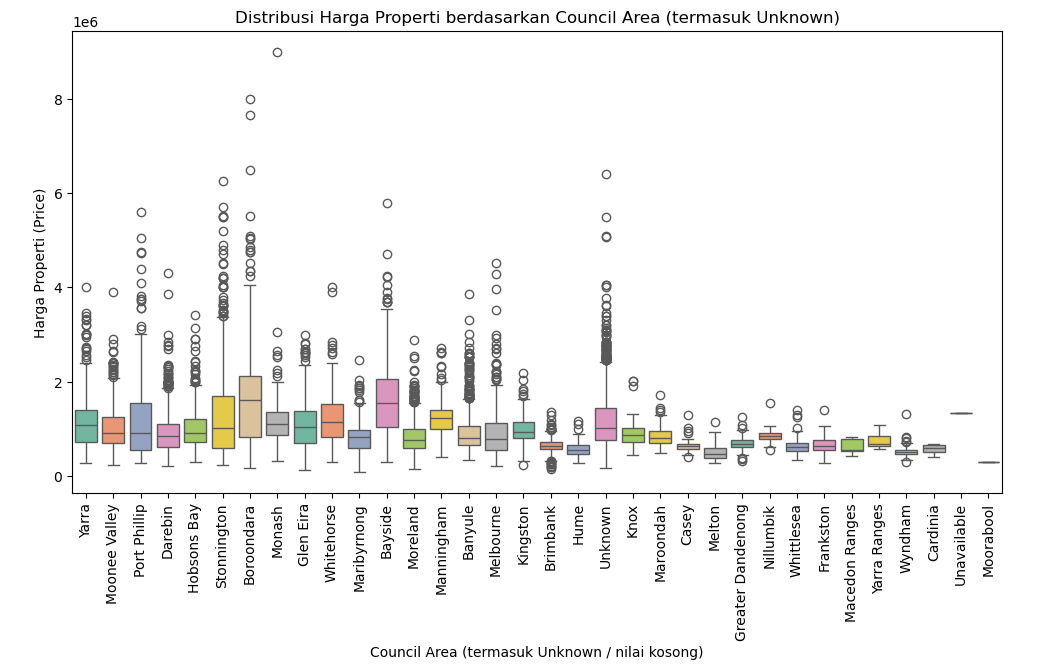 Distribusi Harga Properti berdasarkan Council Area (termasuk Unknown)
1e6
8
6
4
2
0
Harga Properti (Price)
Yarra
Moonee Valley
Port Phillip
Darebin
Hobsons Bay
Stonnington
Boroondara
Monash
Glen Eira
Whitehorse
Maribyrnong
Bayside
Moreland
Manningham
Banyule
Melbourne
Kingston
Brimbank
Hume
Unknown
Knox
Maroondah
Casey
Melton
Greater Dandenong
Nillumbik
Whittlesea
Frankston
Macedon Ranges
Yarra Ranges
Wyndham
Cardinia
Unavailable
Moorabool
Council Area (termasuk Unknown / nilai kosong)